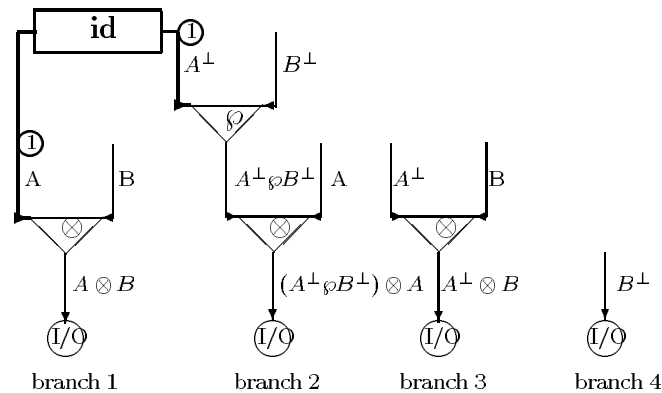 id 1
A⊥ B⊥
℘
1
A B A⊥℘B⊥ A A⊥ B
⊗ ⊗ ⊗
A ⊗ B (A⊥℘B⊥) ⊗ A A⊥ ⊗ B B⊥
I/O I/O I/O I/O
branch 1 branch 2 branch 3 branch 4